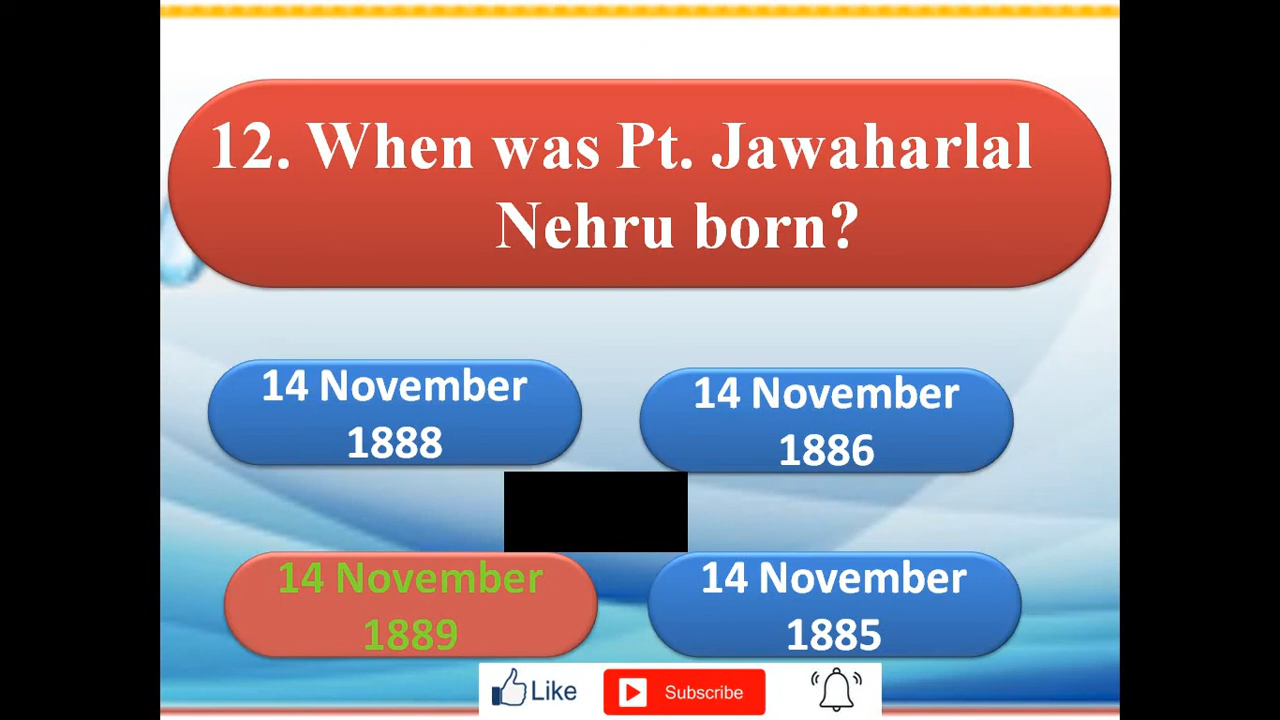 12. When was Pt. Jawaharlal
Nehru born?
14 November
1888
14 November
1886
14 November
1889
14 November
1885
Like
Subscribe